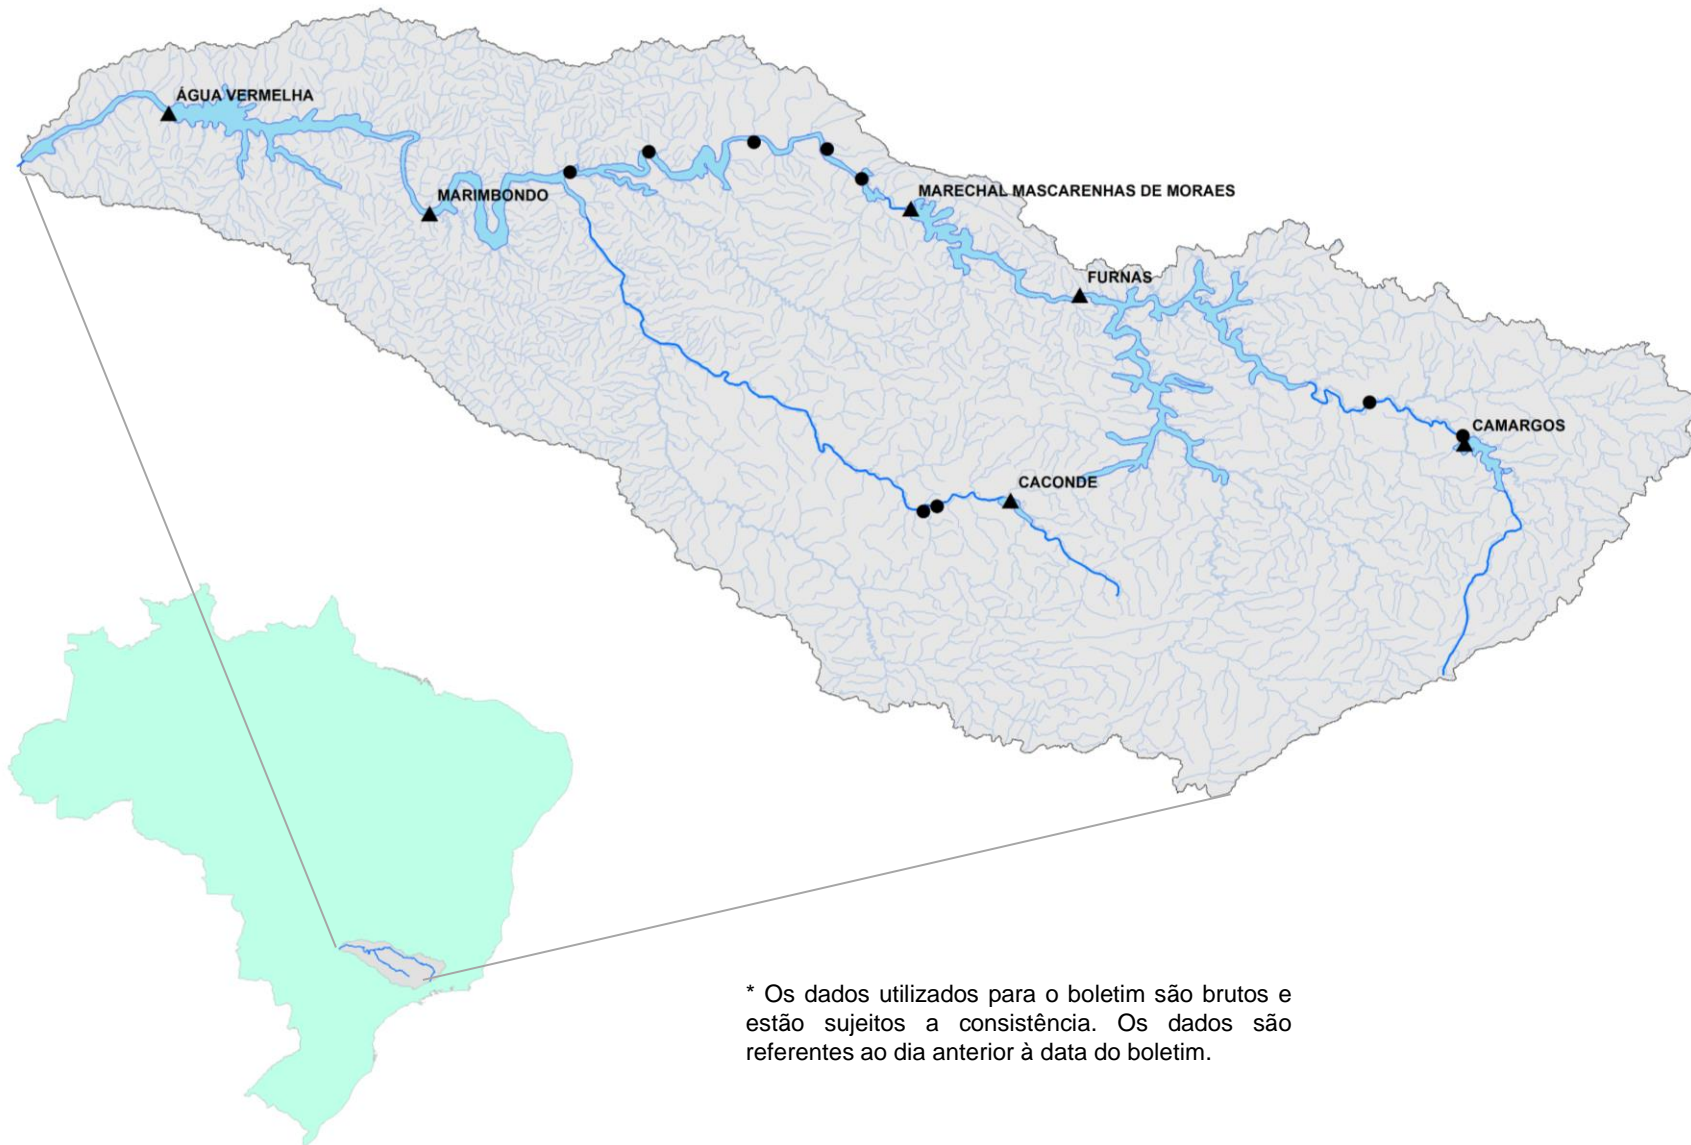 ÁGUA VERMELHA
MARIMBONDO
MARECHAL MASCARENHAS DE MORAES
FURNAS
CAMARGOS
CACONDE
* Os dados utilizados para o boletim são brutos e
estão sujeitos a consistência. Os dados são
referentes ao dia anterior à data do boletim.